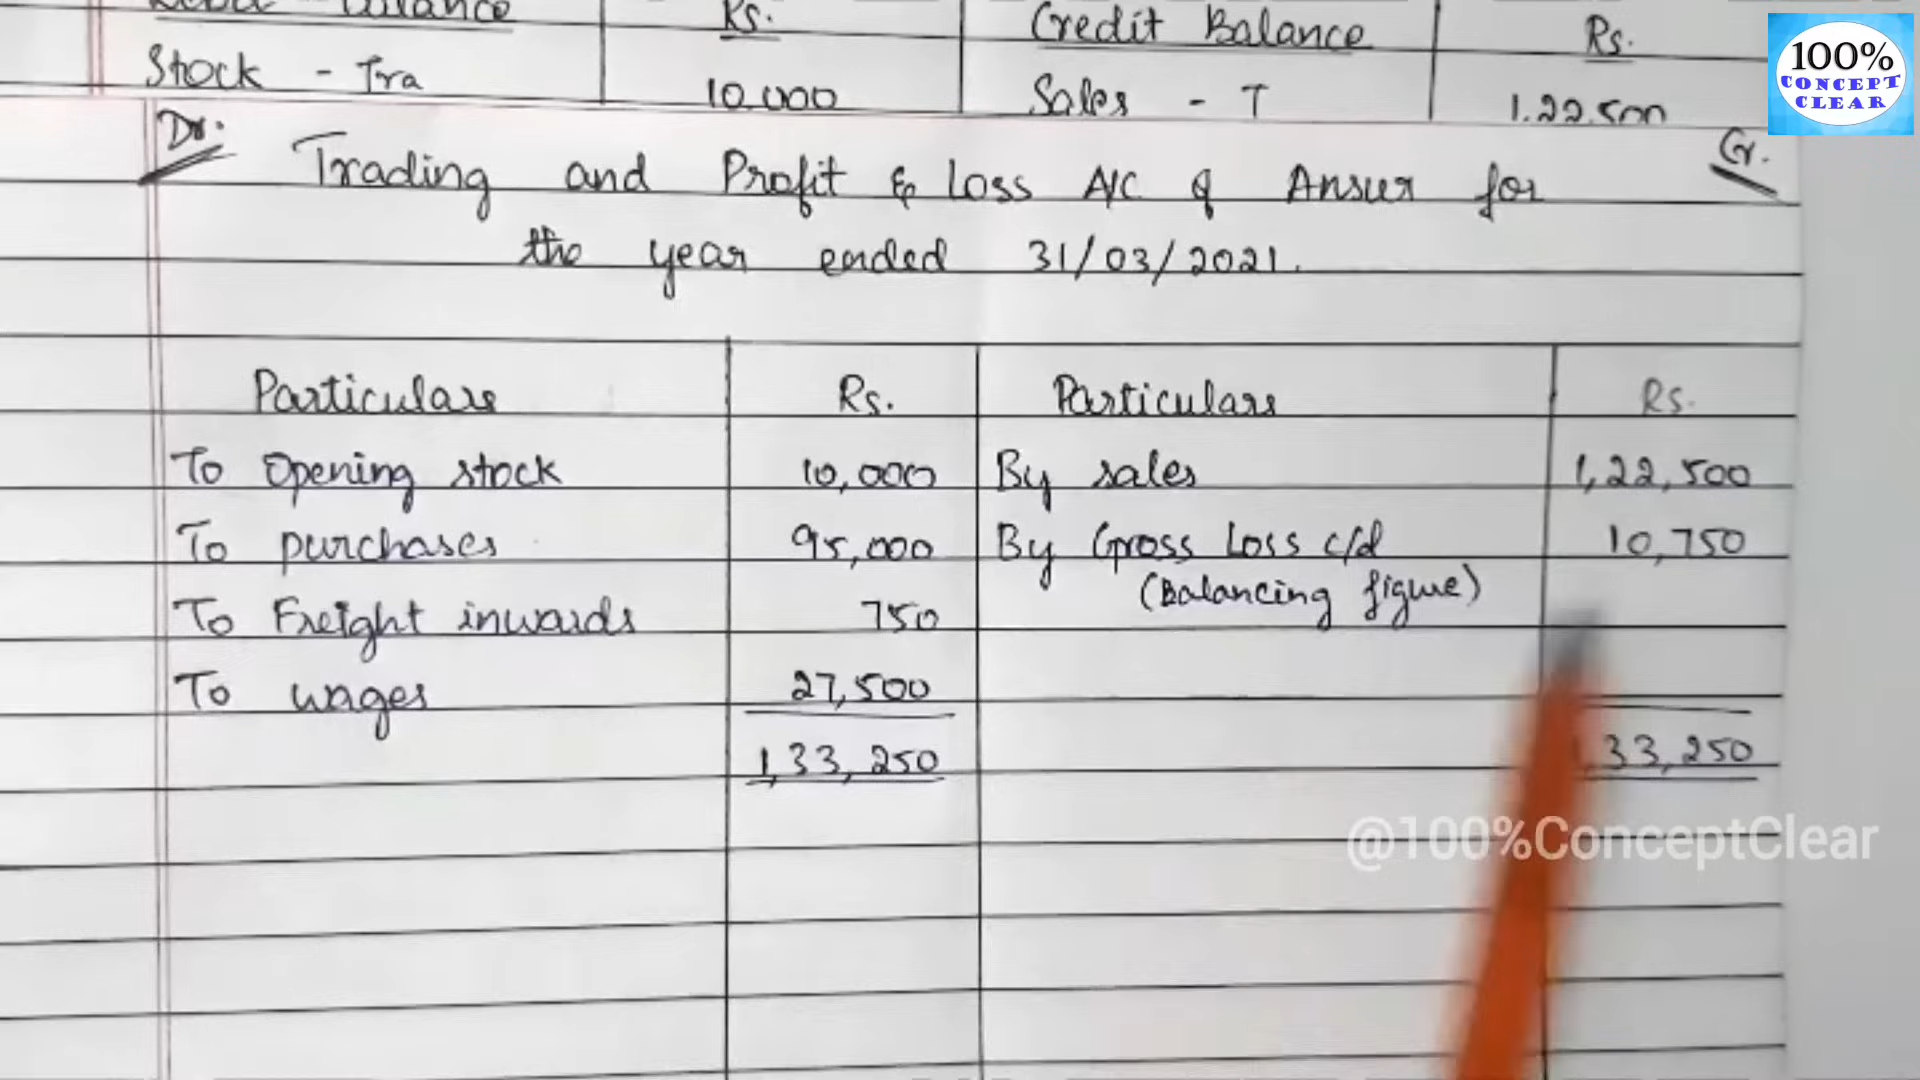 Balance Rs. Credit Balance Rs.
Stock - Tra 10,000 Sales - T 1,22,500
100%
CONCEPT
CLEAR
Dr. Cr.
Trading and Profit & Loss A/C of Ansur for
the year ended 31/03/2021.
Particulars Rs. Particulars Rs.
To Opening stock 10,000 By sales 1,22,500
To purchases 95,000 By Gross Loss c/d 10,750
(Balancing figure)
To Freight inwards 750
To wages 27,500
1,33,250 33,250
@100%ConceptClear